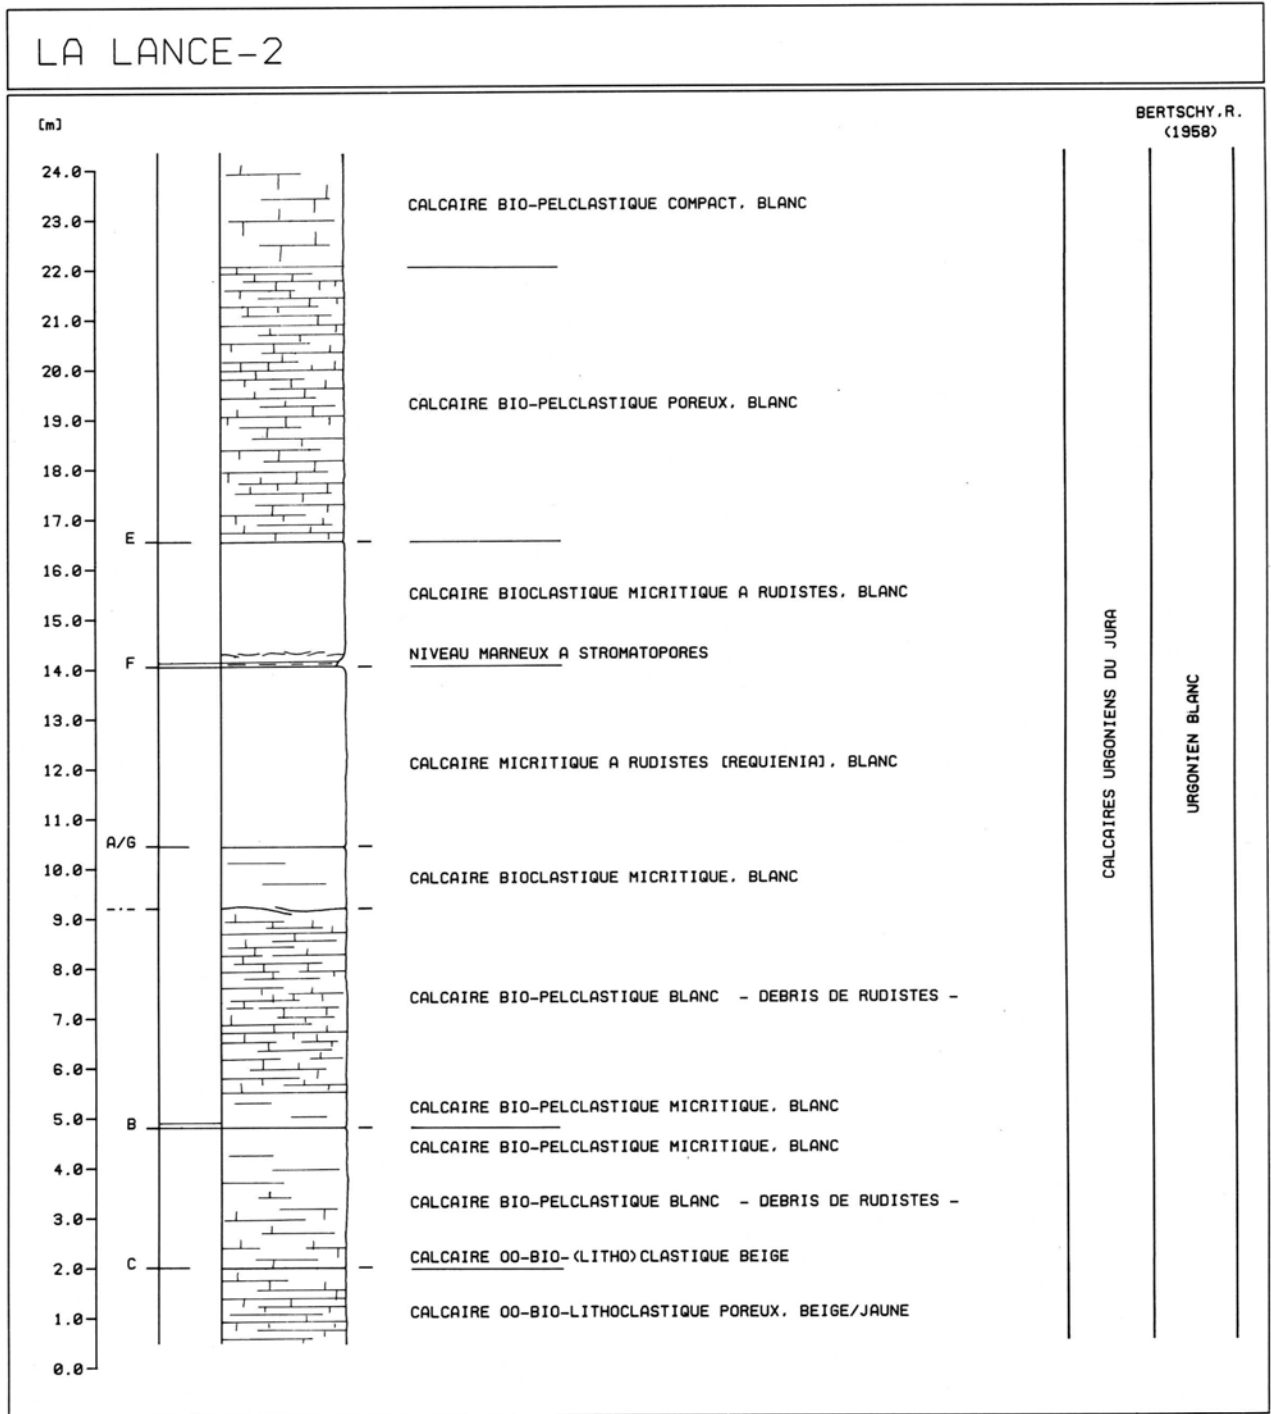 LA LANCE-2
[m]
BERTSCHY.R.
(1958)
24.0
CALCAIRE BIO-PELCLASTIQUE COMPACT. BLANC
23.0
22.0
21.0
20.0
CALCAIRE BIO-PELCLASTIQUE POREUX. BLANC
19.0
18.0
17.0
E
16.0
CALCAIRE BIOCLASTIQUE MICRITIQUE A RUDISTES. BLANC
15.0
NIVEAU MARNEUX A STROMATOPORES
F
14.0
13.0
CALCAIRE MICRITIQUE A RUDISTES [REQUIENIA]. BLANC
12.0
11.0
A/G
10.0
CALCAIRE BIOCLASTIQUE MICRITIQUE. BLANC
9.0
8.0
CALCAIRE BIO-PELCLASTIQUE BLANC - DEBRIS DE RUDISTES -
7.0
6.0
CALCAIRE BIO-PELCLASTIQUE MICRITIQUE. BLANC
5.0
B
CALCAIRE BIO-PELCLASTIQUE MICRITIQUE. BLANC
4.0
CALCAIRE BIO-PELCLASTIQUE BLANC - DEBRIS DE RUDISTES -
3.0
CALCAIRE OO-BIO-(LITHO)CLASTIQUE BEIGE
C
2.0
CALCAIRE OO-BIO-LITHOCLASTIQUE POREUX. BEIGE/JAUNE
1.0
0.0
CALCAIRES URGONIENS DU JURA
URGONIEN BLANC